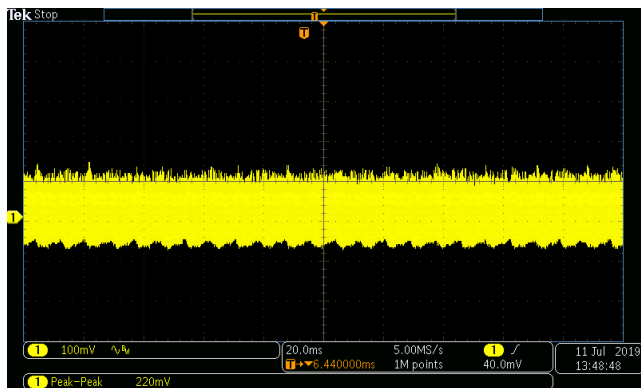 Tek Stop
T
T
1
1 100mV
20.0ms 5.00MS/s 1
T→▼6.440000ms 1M points 40.0mV
11 Jul 2019
13:48:48
1 Peak-Peak 220mV